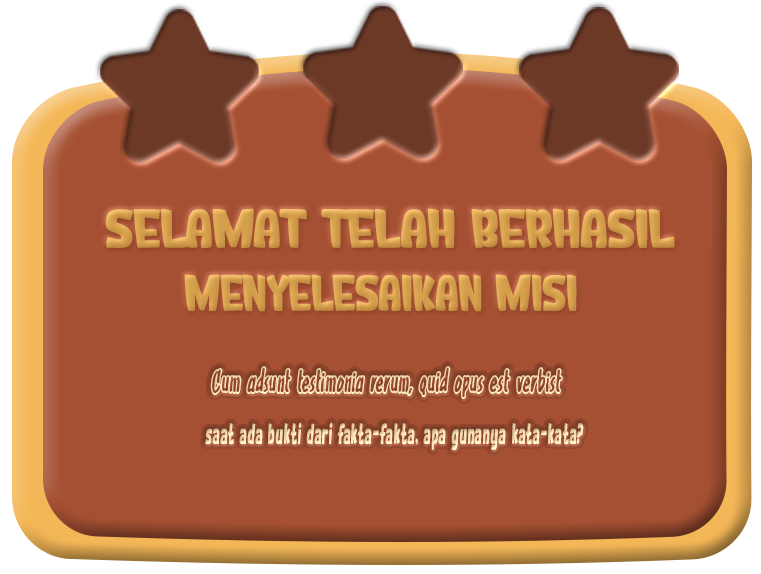 SELAMAT TELAH BERHASIL
MENYELESAIKAN MISI
Cum adsunt testimonia rerum, quid opus est verbist
saat ada bukti dari fakta-fakta. apa gunanya kata-kata?